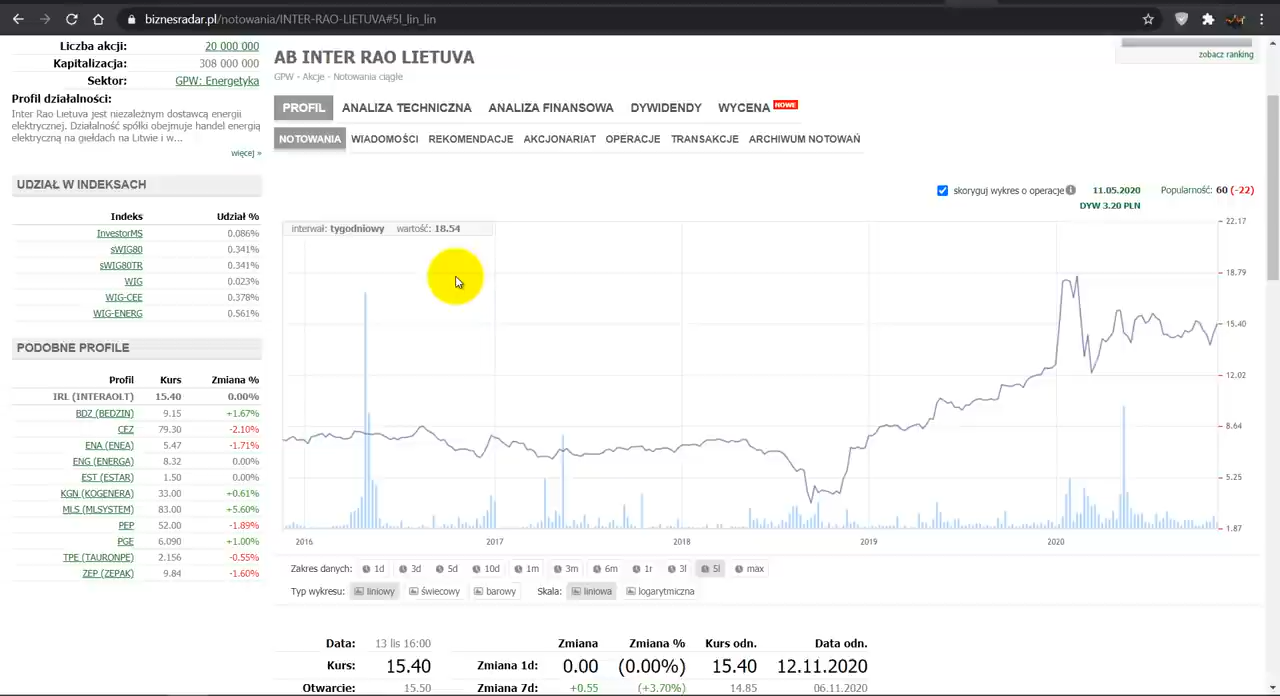 biznesradar.pl/notowania/INTER-RAO-LIETUVA#5l_lin_lin
Liczba akcji: 20 000 000
Kapitalizacja: 308 000 000
Sektor: GPW: Energetyka
Profil działalności:
Inter Rao Lietuva jest niezależnym dostawcą energii
elektrycznej. Działalność spółki obejmuje handel energią
elektryczną na giełdach na Litwie i w...
więcej »
UDZIAŁ W INDEKSACH
Indeks Udział %
InvestorMS 0.086%
sWIG80 0.341%
sWIG80TR 0.341%
WIG 0.023%
WIG-CEE 0.378%
WIG-ENERG 0.561%
PODOBNE PROFILE
Profil Kurs Zmiana %
IRL (INTERAOLT) 15.40 0.00%
BDZ (BEDZIN) 9.15 +1.67%
CEZ 79.30 -2.10%
ENA (ENEA) 5.47 -1.71%
ENG (ENERGA) 8.32 0.00%
EST (ESTAR) 1.50 0.00%
KGN (KOGENERA) 33.00 +0.61%
MLS (MLSYSTEM) 83.00 +5.60%
PEP 52.00 -1.89%
PGE 6.090 +1.00%
TPE (TAURONPE) 2.156 -0.55%
ZEP (ZEPAK) 9.84 -1.60%
AB INTER RAO LIETUVA
GPW - Akcje - Notowania ciągłe
zobacz ranking
PROFIL ANALIZA TECHNICZNA ANALIZA FINANSOWA DYWIDENDY WYCENA NOWE
NOTOWANIA WIADOMOŚCI REKOMENDACJE AKCJONARIAT OPERACJE TRANSAKCJE ARCHIWUM NOTOWAŃ
skoryguj wykres o operacje 11.05.2020 Popularność: 60 (-22)
DYW 3.20 PLN
interwał: tygodniowy wartość: 18.54
22.17
18.79
15.40
12.02
8.64
5.25
1.87
2016 2017 2018 2019 2020
Zakres danych: 1d 3d 5d 10d 1m 3m 6m 1r 3l 5l max
Typ wykresu: liniowy świecowy barowy Skala: liniowa logarytmiczna
Data: 13 lis 16:00 Zmiana Zmiana % Kurs odn. Data odn.
Kurs: 15.40 Zmiana 1d: 0.00 (0.00%) 15.40 12.11.2020
Otwarcie: 15.50 Zmiana 7d: +0.55 (+3.70%) 14.85 06.11.2020